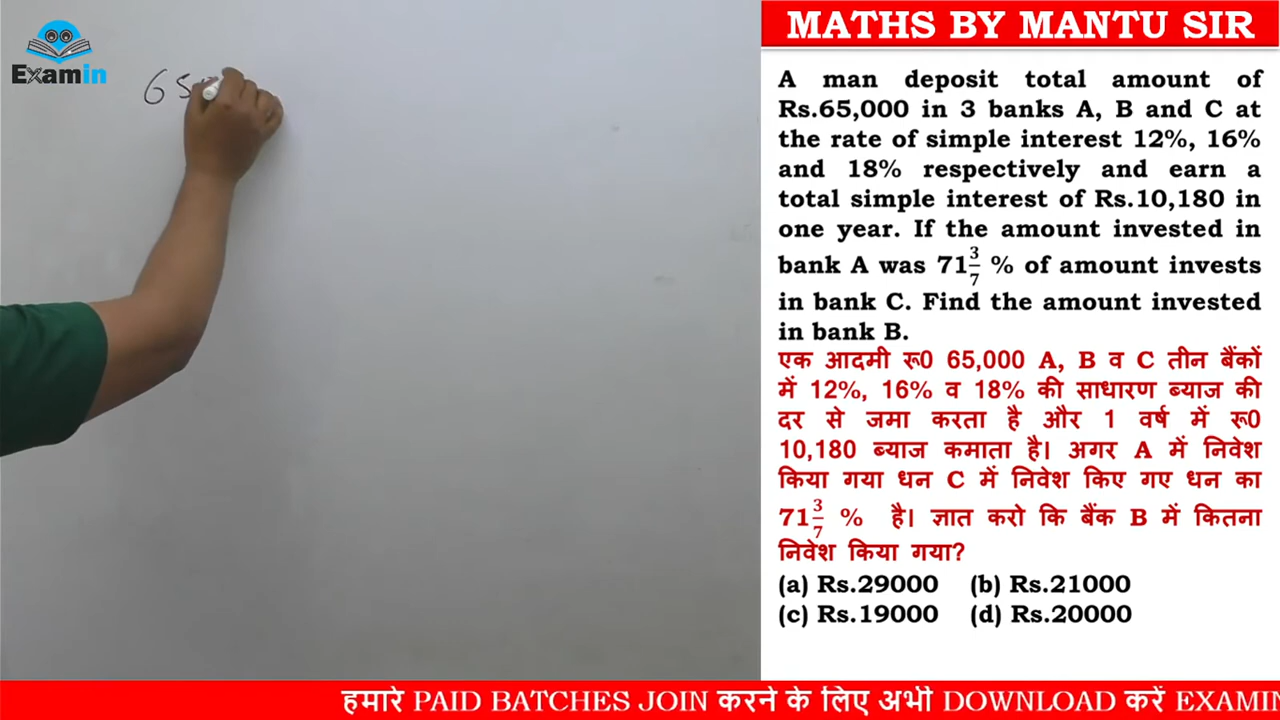 Examin
65
MATHS BY MANTU SIR
A man deposit total amount of
Rs.65,000 in 3 banks A, B and C at
the rate of simple interest 12%, 16%
and 18% respectively and earn a
total simple interest of Rs.10,180 in
one year. If the amount invested in
bank A was 71 3/7 % of amount invests
in bank C. Find the amount invested
in bank B.
एक आदमी रू0 65,000 A, B व C तीन बैंकों
में 12%, 16% व 18% की साधारण ब्याज की
दर से जमा करता है और 1 वर्ष में रू0
10,180 ब्याज कमाता है। अगर A में निवेश
किया गया धन C में निवेश किए गए धन का
71 3/7 % है। ज्ञात करो कि बैंक B में कितना
निवेश किया गया?
(a) Rs.29000 (b) Rs.21000
(c) Rs.19000 (d) Rs.20000
हमारे PAID BATCHES JOIN करने के लिए अभी DOWNLOAD करें EXAMIN